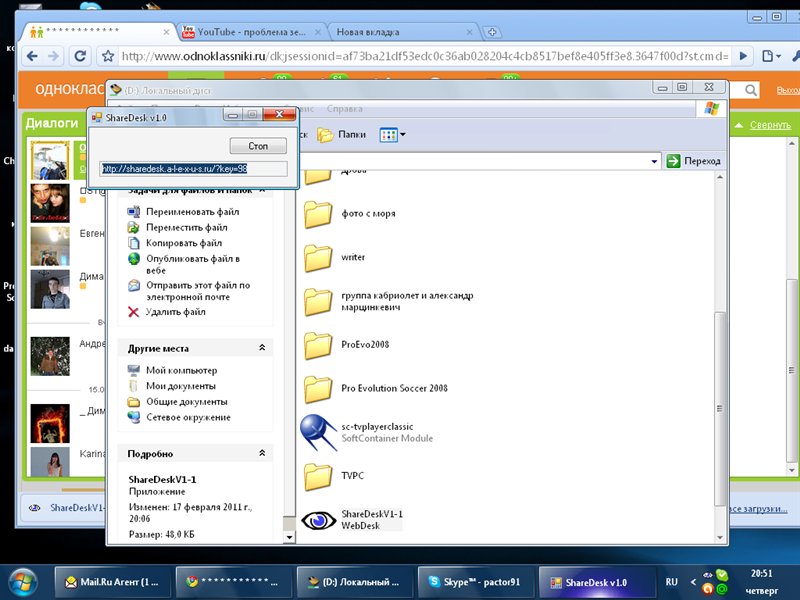 * * * * * * * * * * * *
YouTube - проблема зе...
Новая вкладка
http://www.odnoklassniki.ru/dk;jsessionid=af73ba21df53edc0c36ab028204c4cb8517bef8e405ff3e8.3647f00d?st.cmd=
однокла
(D:) Локальный диск
Справка
Выхо
ShareDesk v1.0
Стоп
http://sharedesk.a-l-e-x-u-s.ru/?key=98
Папки
Переход
Диалоги
Свернуть
Задачи для файлов и папок
Переименовать файл
Переместить файл
Копировать файл
Опубликовать файл в
вебе
Отправить этот файл по
электронной почте
Удалить файл
Другие места
Мой компьютер
Мои документы
Общие документы
Сетевое окружение
Подробно
ShareDeskV1-1
Приложение
Изменен: 17 февраля 2011 г.,
20:06
Размер: 48,0 КБ
дрова
фото с моря
writer
группа кабриолет и александр
марцинкевич
ProEvo2008
Pro Evolution Soccer 2008
sc-tvplayerclassic
SoftContainer Module
TVPC
ShareDeskV1-1
WebDesk
Евген
Дима
Андре
15.0
_ Дим
Karina
ShareDeskV1-
все загрузки...
Mail.Ru Агент (1 ...
* * * * * * * * * * ...
(D:) Локальный ...
Skype™ - pactor91
ShareDesk v1.0
RU
20:51
четверг